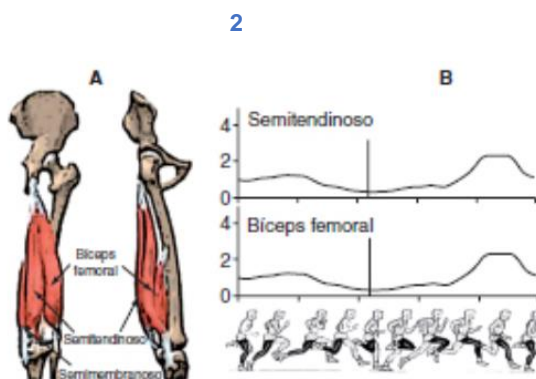 2
A
B
Bíceps
femoral
Semitendinoso
Semimembranoso
Semitendinoso
4
2
0
Bíceps femoral
4
2
0